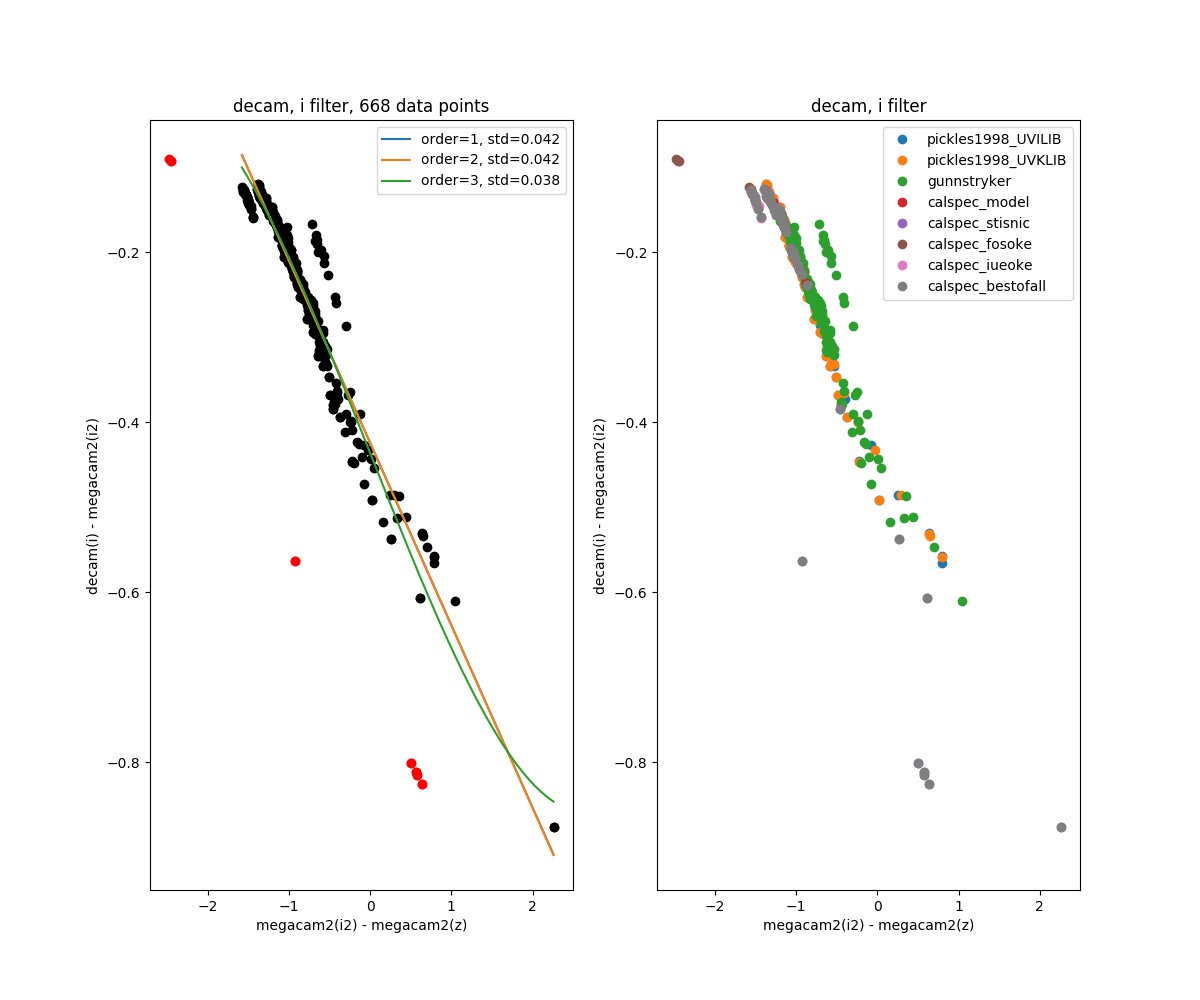 decam, i filter, 668 data points
order=1, std=0.042
order=2, std=0.042
order=3, std=0.038
−0.2
−0.4
−0.6
−0.8
decam(i) - megacam2(i2)
−2
−1
0
1
2
megacam2(i2) - megacam2(z)
decam, i filter
pickles1998_UVILIB
pickles1998_UVKLIB
gunnstryker
calspec_model
calspec_stisnic
calspec_fosoke
calspec_iueoke
calspec_bestofall
−0.2
−0.4
−0.6
−0.8
decam(i) - megacam2(i2)
−2
−1
0
1
2
megacam2(i2) - megacam2(z)